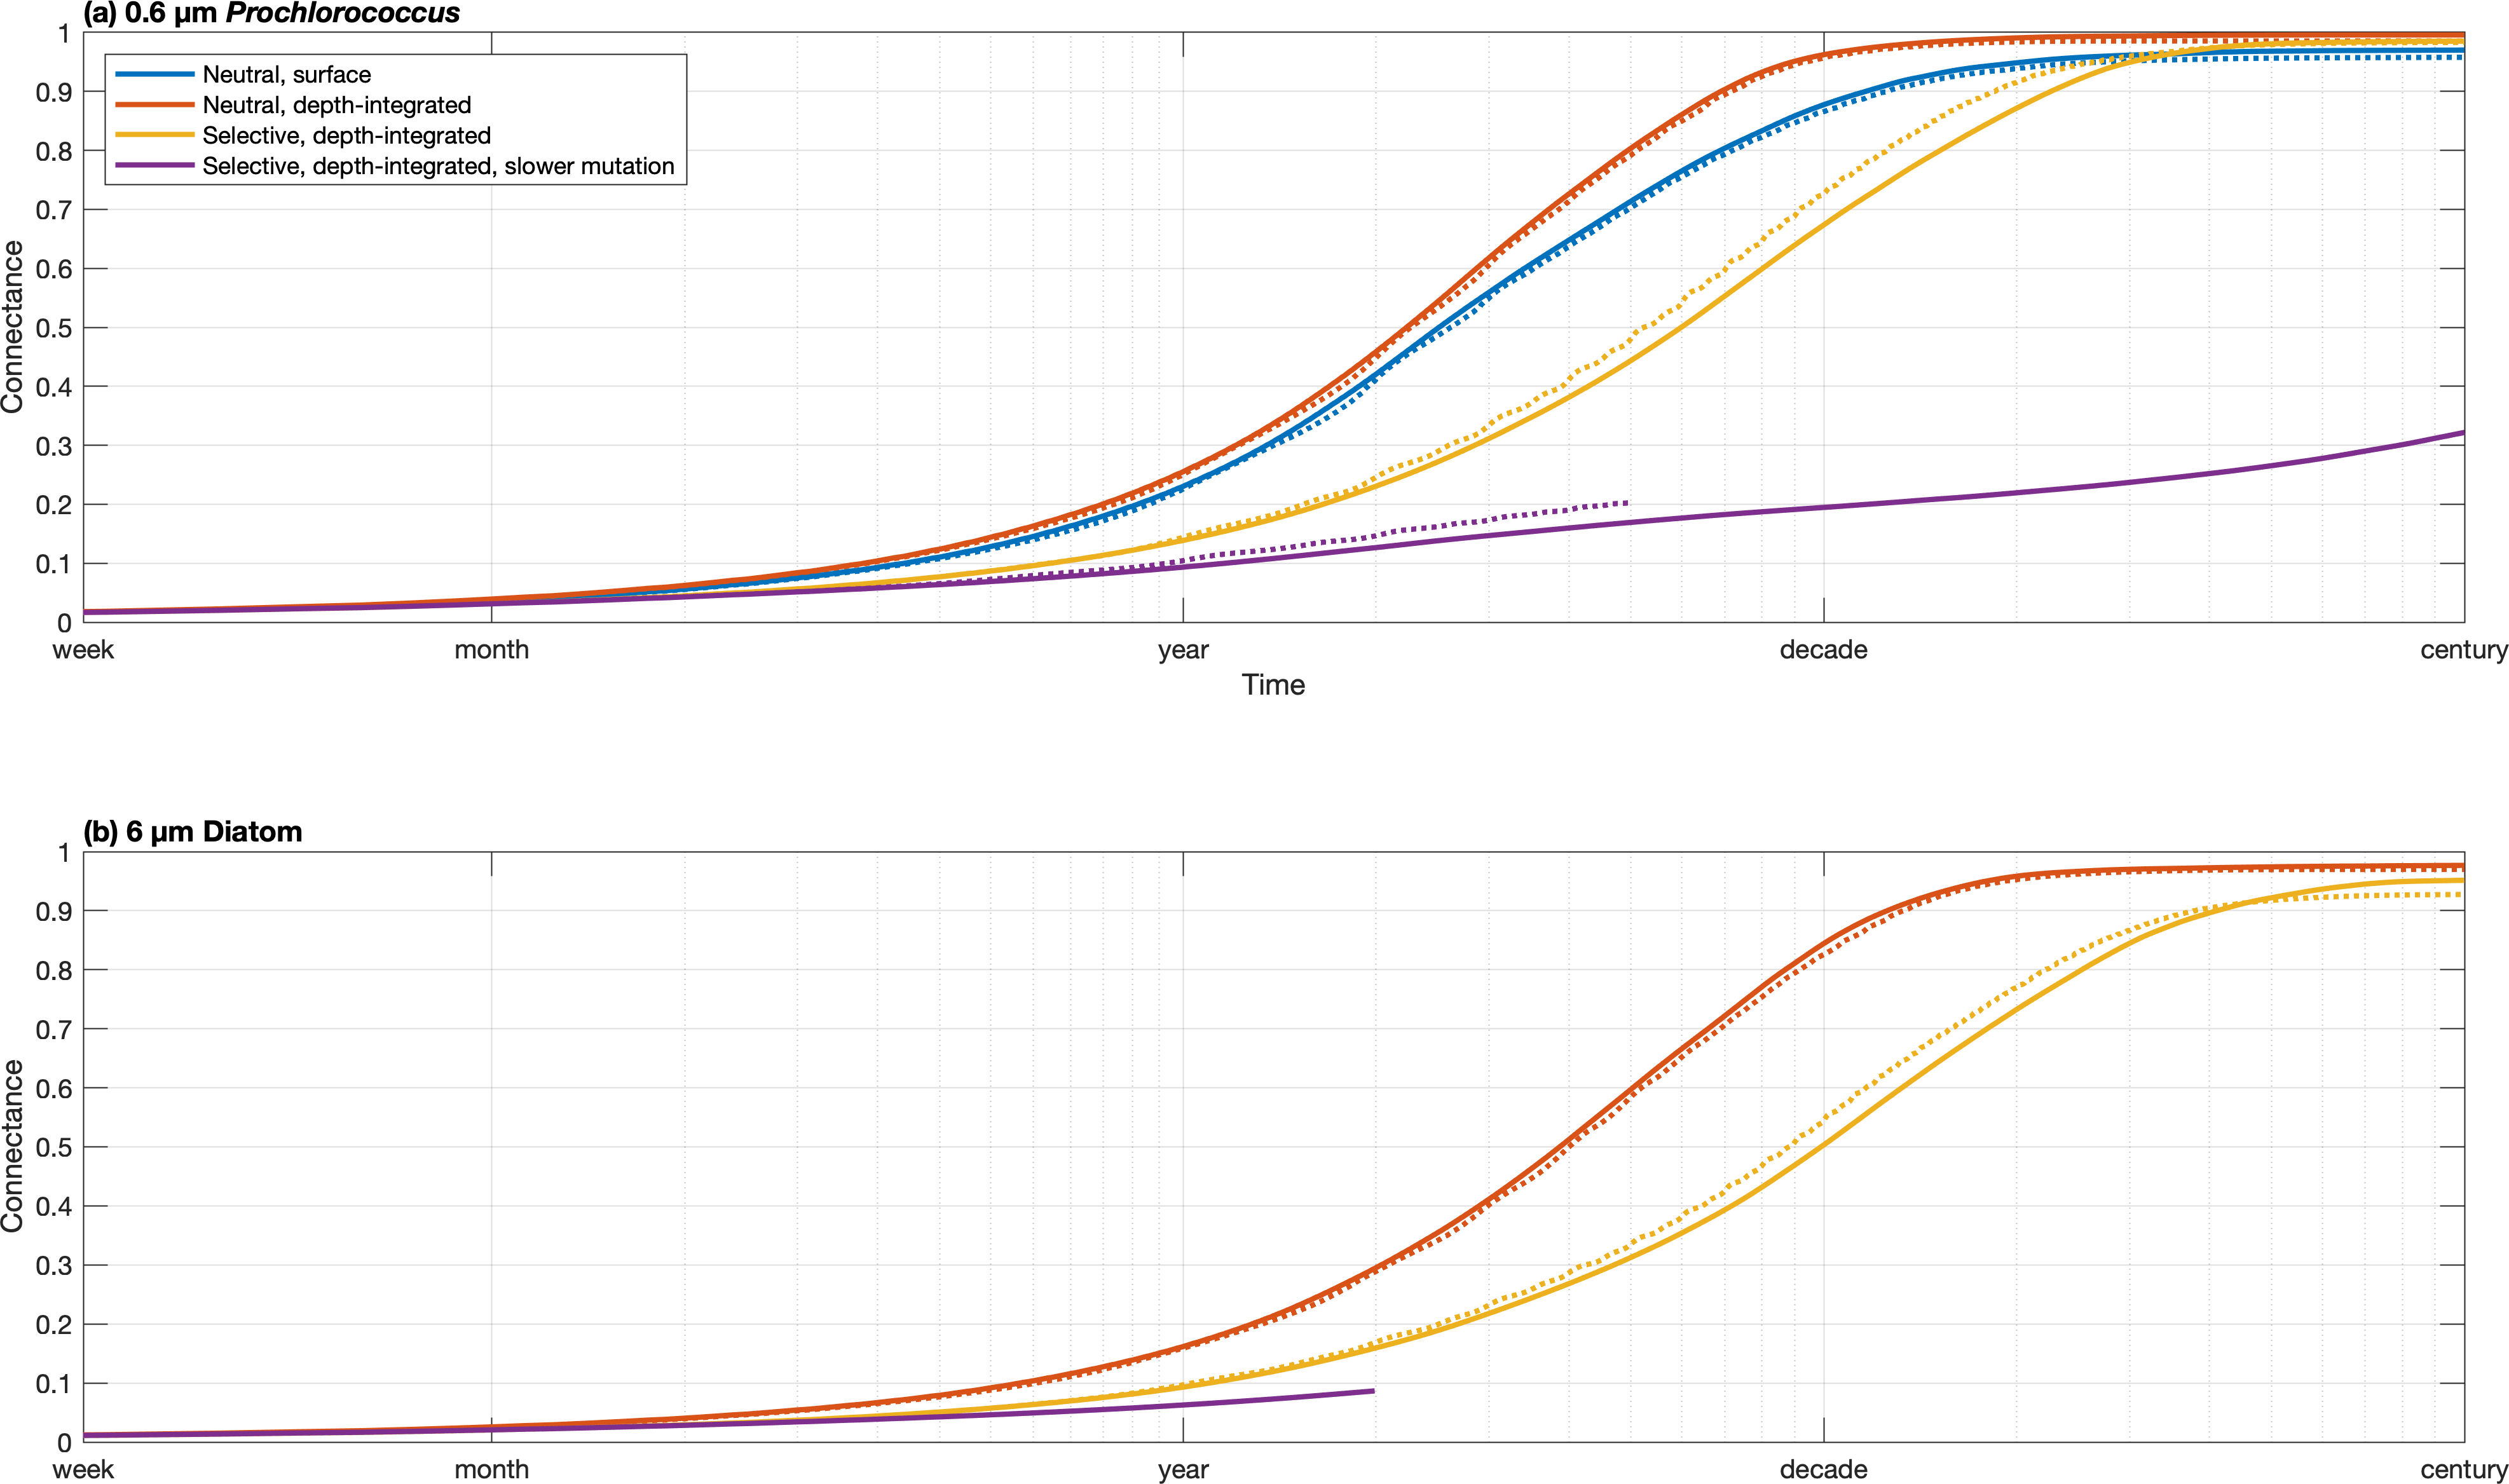 (a) 0.6 µm Prochlorococcus
Neutral, surface
Neutral, depth-integrated
Selective, depth-integrated
Selective, depth-integrated, slower mutation
1
0.9
0.8
0.7
0.6
0.5
0.4
0.3
0.2
0.1
0
Connectance
week month year decade century
Time
(b) 6 µm Diatom
1
0.9
0.8
0.7
0.6
0.5
0.4
0.3
0.2
0.1
0
Connectance
week month year decade century